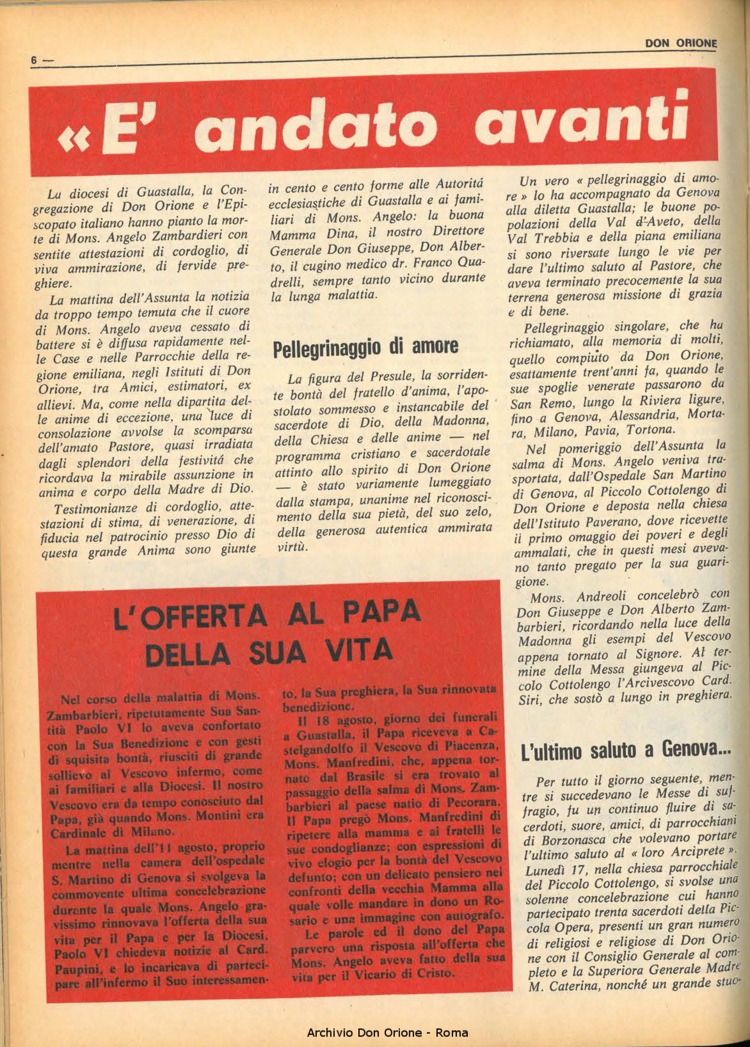 DON ORIONE
6 —
«E' andato avanti
La diocesi di Guastalla, la Con-
gregazione di Don Orione e l'Epi-
scopato italiano hanno pianto la mor-
te di Mons. Angelo Zambardieri con
sentite attestazioni di cordoglio, di
viva ammirazione, di fervide pre-
ghiere.
La mattina dell'Assunta la notizia
da troppo tempo temuta che il cuore
di Mons. Angelo aveva cessato di
battere si è diffusa rapidamente nel-
le Case e nelle Parrocchie della re-
gione emiliana, negli Istituti di Don
Orione, tra Amici, estimatori, ex
allievi. Ma, come nella dipartita del-
le anime di eccezione, una luce di
consolazione avvolse la scomparsa
dell'amato Pastore, quasi irradiata
dagli splendori della festività che
ricordava la mirabile assunzione in
anima e corpo della Madre di Dio.
Testimonianze di cordoglio, atte-
stazioni di stima, di venerazione, di
fiducia nel patrocinio presso Dio di
questa grande Anima sono giunte
in cento e cento forme alle Autorità
ecclesiastiche di Guastalla e ai fami-
liari di Mons. Angelo: la buona
Mamma Dina, il nostro Direttore
Generale Don Giuseppe, Don Alber-
to, il cugino medico dr. Franco Qua-
drelli, sempre tanto vicino durante
la lunga malattia.
Pellegrinaggio di amore
La figura del Presule, la sorriden-
te bontà del fratello d'anima, l'apo-
stolato sommesso e instancabile del
sacerdote di Dio, della Madonna,
della Chiesa e delle anime — nel
programma cristiano e sacerdotale
attinto allo spirito di Don Orione
— è stato variamente lumeggiato
dalla stampa, unanime nel riconosci-
mento della sua pietà, del suo zelo,
della generosa autentica ammirata
virtù.
Un vero « pellegrinaggio di amo-
re » lo ha accompagnato da Genova
alla diletta Guastalla; le buone po-
polazioni della Val d'Aveto, della
Val Trebbia e della piana emiliana
si sono riversate lungo le vie per
dare l'ultimo saluto al Pastore, che
aveva terminato precocemente la sua
terrena generosa missione di grazia
e di bene.
Pellegrinaggio singolare, che ha
richiamato, alla memoria di molti,
quello compiuto da Don Orione,
esattamente trent'anni fa, quando le
sue spoglie venerate passarono da
San Remo, lungo la Riviera ligure,
fino a Genova, Alessandria, Morta-
ra, Milano, Pavia, Tortona.
Nel pomeriggio dell'Assunta la
salma di Mons. Angelo veniva tra-
sportata, dall'Ospedale San Martino
di Genova, al Piccolo Cottolengo di
Don Orione e deposta nella chiesa
dell'Istituto Paverano, dove ricevette
il primo omaggio dei poveri e degli
ammalati, che in questi mesi aveva-
no tanto pregato per la sua guari-
gione.
Mons. Andreoli concelebrò con
Don Giuseppe e Don Alberto Zam-
barbieri, ricordando nella luce della
Madonna gli esempi del Vescovo
appena tornato al Signore. Al ter-
mine della Messa giungeva al Pic-
colo Cottolengo l'Arcivescovo Card.
Siri, che sostò a lungo in preghiera.
L'ultimo saluto a Genova...
Per tutto il giorno seguente, men-
tre si succedevano le Messe di suf-
fragio, fu un continuo fluire di sa-
cerdoti, suore, amici, di parrocchiani
di Borzonasca che volevano portare
l'ultimo saluto al « loro Arciprete ».
Lunedì 17, nella chiesa parrocchiale
del Piccolo Cottolengo, si svolse una
solenne concelebrazione cui hanno
partecipato trenta sacerdoti della Pic-
cola Opera, presenti un gran numero
di religiosi e religiose di Don Orio-
ne con il Consiglio Generale al com-
pleto e la Superiora Generale Madre
M. Caterina, nonché un grande stuo-
L'OFFERTA AL PAPA
DELLA SUA VITA
Nel corso della malattia di Mons.
Zambarbieri, ripetutamente Sua San-
tità Paolo VI lo aveva confortato
con la Sua Benedizione e con gesti
di squisita bontà, riusciti di grande
sollievo al Vescovo infermo, come
ai familiari e alla Diocesi. Il nostro
Vescovo era da tempo conosciuto dal
Papa, già quando Mons. Montini era
Cardinale di Milano.
La mattina dell'11 agosto, proprio
mentre nella camera dell'ospedale
S. Martino di Genova si svolgeva la
commovente ultima concelebrazione
durante la quale Mons. Angelo gra-
vissimo rinnovava l'offerta della sua
vita per il Papa e per la Diocesi,
Paolo VI chiedeva notizie al Card.
Paupini, e lo incaricava di parteci-
pare all'infermo il Suo interessamen-
to, la Sua preghiera, la Sua rinnovata
benedizione.
Il 18 agosto, giorno dei funerali
a Guastalla, il Papa riceveva a Ca-
stelgandolfo il Vescovo di Piacenza,
Mons. Manfredini, che, appena tor-
nato dal Brasile si era trovato al
passaggio della salma di Mons. Zam-
barbieri al paese natio di Pecorara.
Il Papa pregò Mons. Manfredini di
ripetere alla mamma e ai fratelli le
sue condoglianze; con espressioni di
vivo elogio per la bontà del Vescovo
defunto; con un delicato pensiero nei
confronti della vecchia Mamma alla
quale volle mandare in dono un Ro-
sario e una immagine con autografo.
Le parole ed il dono del Papa
parvero una risposta all'offerta che
Mons. Angelo aveva fatto della sua
vita per il Vicario di Cristo.
Archivio Don Orione - Roma